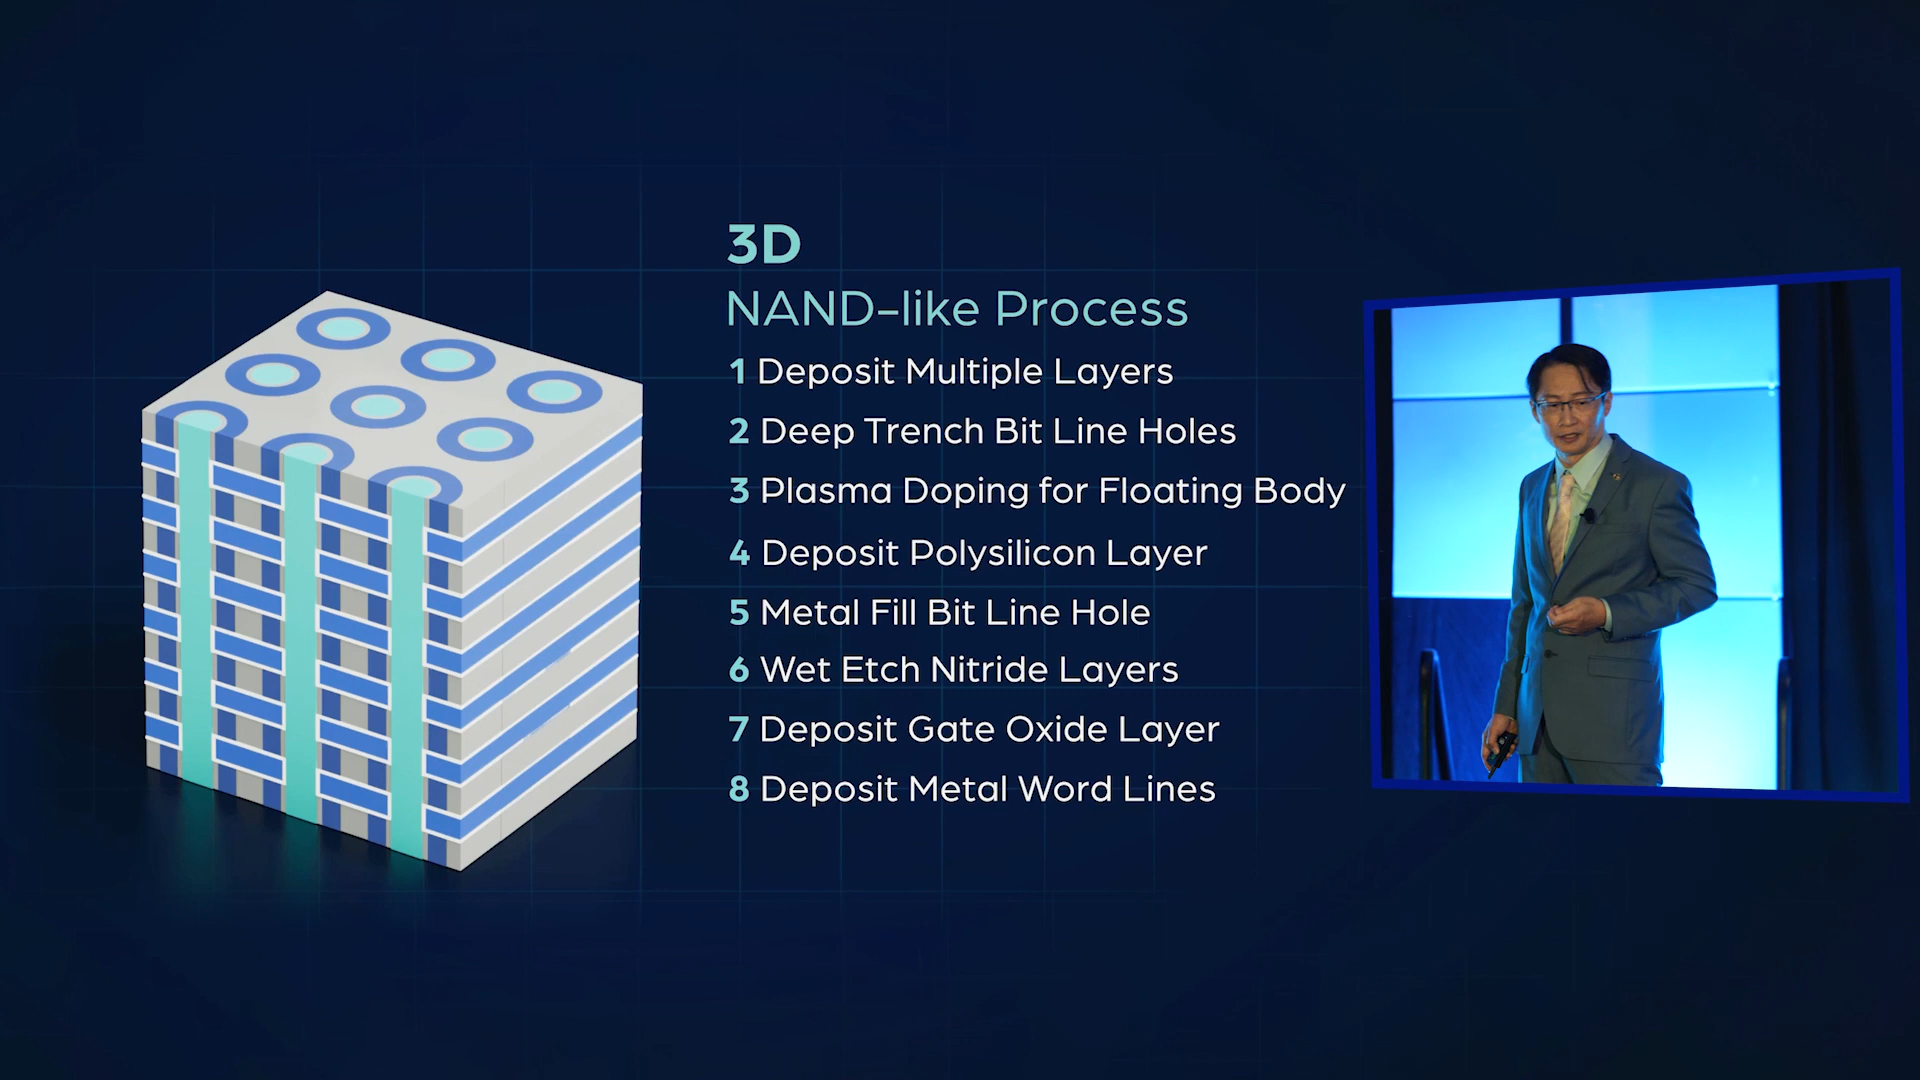 3D
NAND-like Process
1 Deposit Multiple Layers
2 Deep Trench Bit Line Holes
3 Plasma Doping for Floating Body
4 Deposit Polysilicon Layer
5 Metal Fill Bit Line Hole
6 Wet Etch Nitride Layers
7 Deposit Gate Oxide Layer
8 Deposit Metal Word Lines